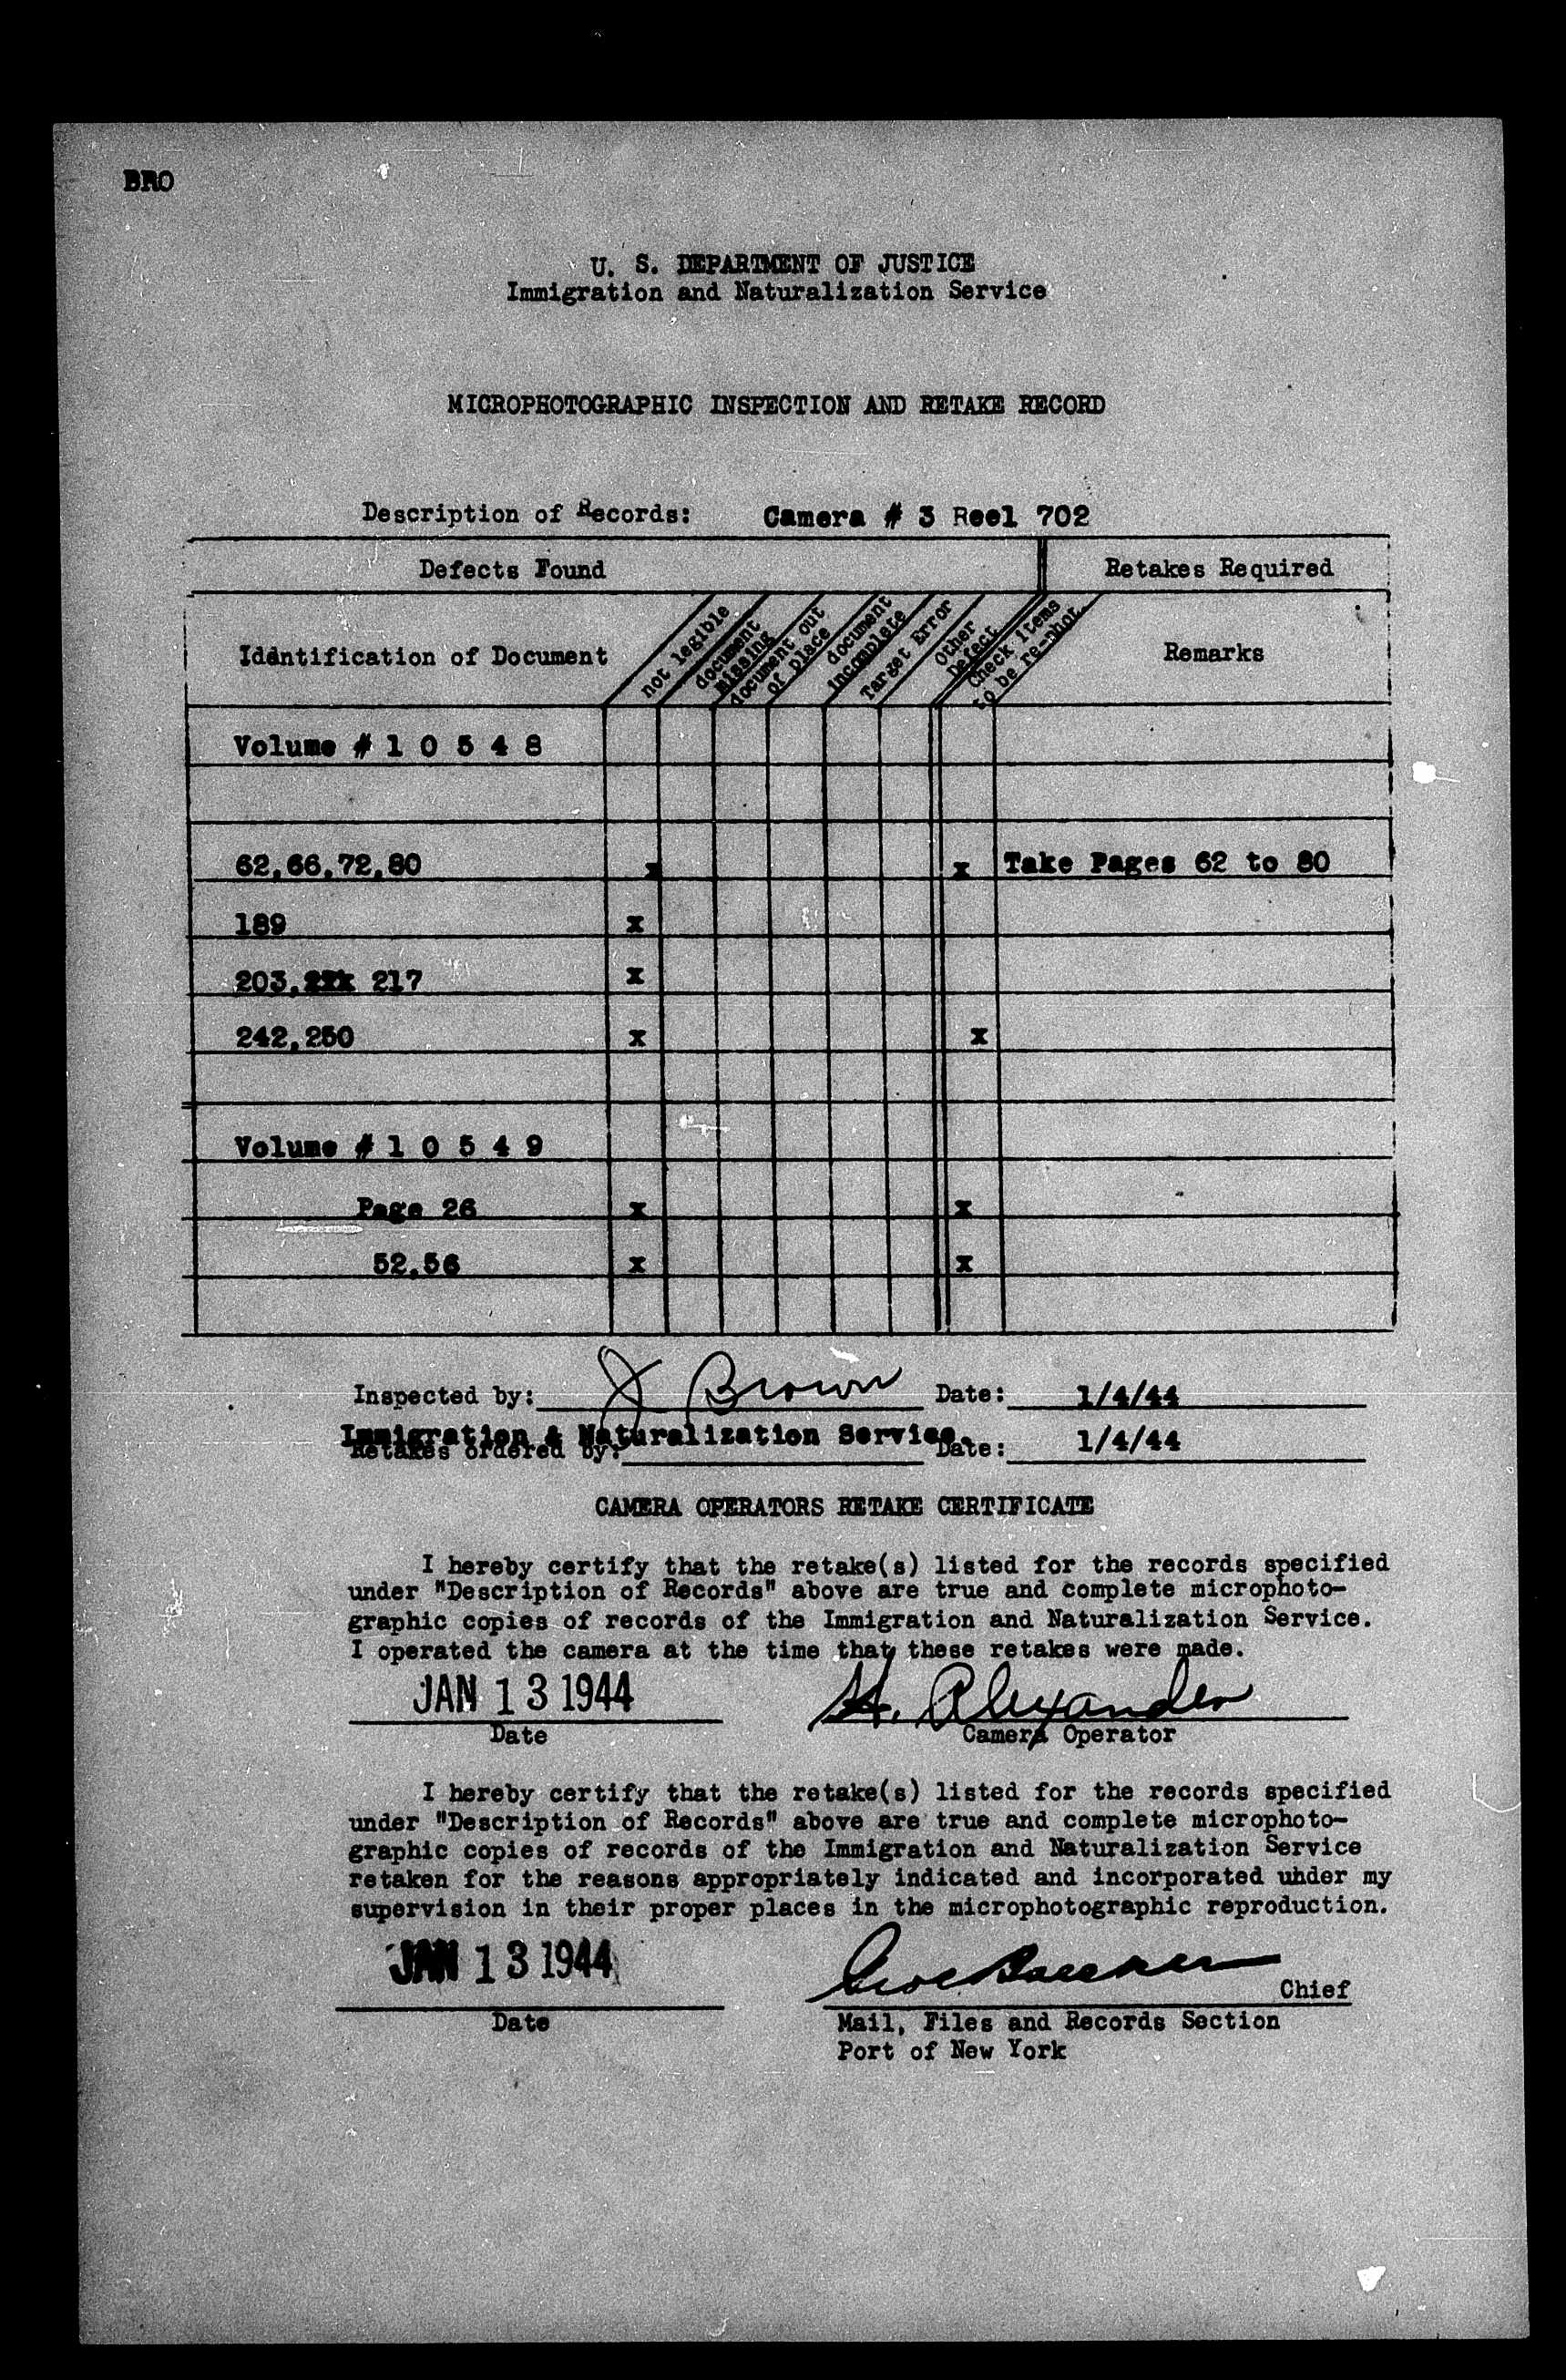 BRO
U. S. DEPARTMENT OF JUSTICE
Immigration and Naturalization Service
MICROPHOTOGRAPHIC INSPECTION AND RETAKE RECORD
Description of Records: Camera # 3 Reel 702
Defects Found Retakes Required
Identification of Document
not legible
document
missing
document out
of place
document
incomplete
Target Error
Other
Defect
Check items
to be re-phot.
Remarks
Volume # 1 0 5 4 8
62,66,72,80 x x Take Pages 62 to 80
189 x
203, 217 x
242,250 x x
Volume # 1 0 5 4 9
Page 26 x x
52,56 x x
Inspected by: J Brown Date: 1/4/44
Immigration & Naturalization Service.
Retakes ordered by: Date: 1/4/44
CAMERA OPERATORS RETAKE CERTIFICATE
I hereby certify that the retake(s) listed for the records specified
under "Description of Records" above are true and complete microphoto-
graphic copies of records of the Immigration and Naturalization Service.
I operated the camera at the time that these retakes were made.
JAN 13 1944 H. Alexander
Date Camera Operator
I hereby certify that the retake(s) listed for the records specified
under "Description of Records" above are true and complete microphoto-
graphic copies of records of the Immigration and Naturalization Service
retaken for the reasons appropriately indicated and incorporated under my
supervision in their proper places in the microphotographic reproduction.
JAN 13 1944
Chief
Date Mail, Files and Records Section
Port of New York